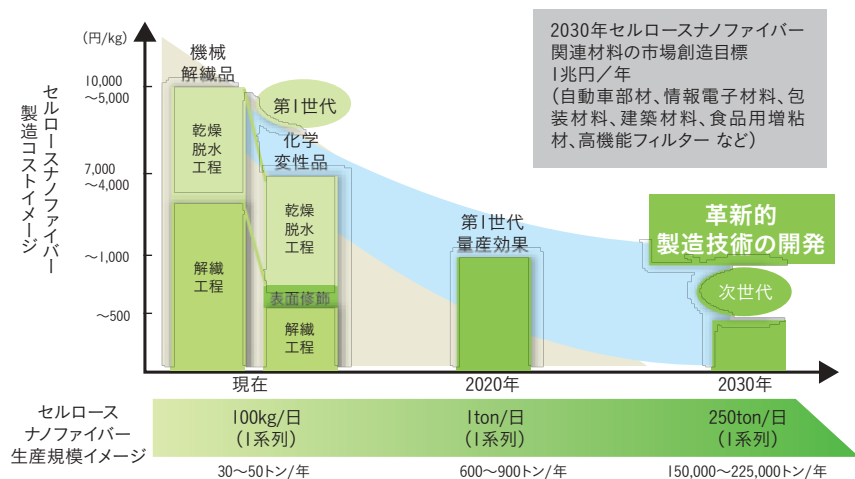 (円/kg)
セルロースナノファイバー
製造コストイメージ
10,000
～5,000
7,000
～4,000
～1,000
～500
機械
解繊品
乾燥
脱水
工程
解繊
工程
第1世代
化学
変性品
乾燥
脱水
工程
表面修飾
解繊
工程
第1世代
量産効果
2030年セルロースナノファイバー
関連材料の市場創造目標
1兆円／年
(自動車部材、情報電子材料、包
装材料、建築材料、食品用増粘
材、高機能フィルター など)
革新的
製造技術の開発
次世代
現在
2020年
2030年
セルロース
ナノファイバー
生産規模イメージ
100kg/日
(1系列)
1ton/日
(1系列)
250ton/日
(1系列)
30～50トン/年
600～900トン/年
150,000～225,000トン/年